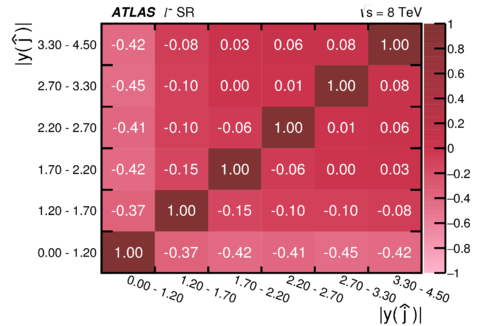 ATLAS l⁻ SR √s = 8 TeV
|y(ĵ)|
3.30 - 4.50 -0.42 -0.08 0.03 0.06 0.08 1.00
2.70 - 3.30 -0.45 -0.10 0.00 0.01 1.00 0.08
2.20 - 2.70 -0.41 -0.10 -0.06 1.00 0.01 0.06
1.70 - 2.20 -0.42 -0.15 1.00 -0.06 0.00 0.03
1.20 - 1.70 -0.37 1.00 -0.15 -0.10 -0.10 -0.08
0.00 - 1.20 1.00 -0.37 -0.42 -0.41 -0.45 -0.42
0.00 - 1.20 1.20 - 1.70 1.70 - 2.20 2.20 - 2.70 2.70 - 3.30 3.30 - 4.50
|y(ĵ)|
1
0.8
0.6
0.4
0.2
0
−0.2
−0.4
−0.6
−0.8
−1